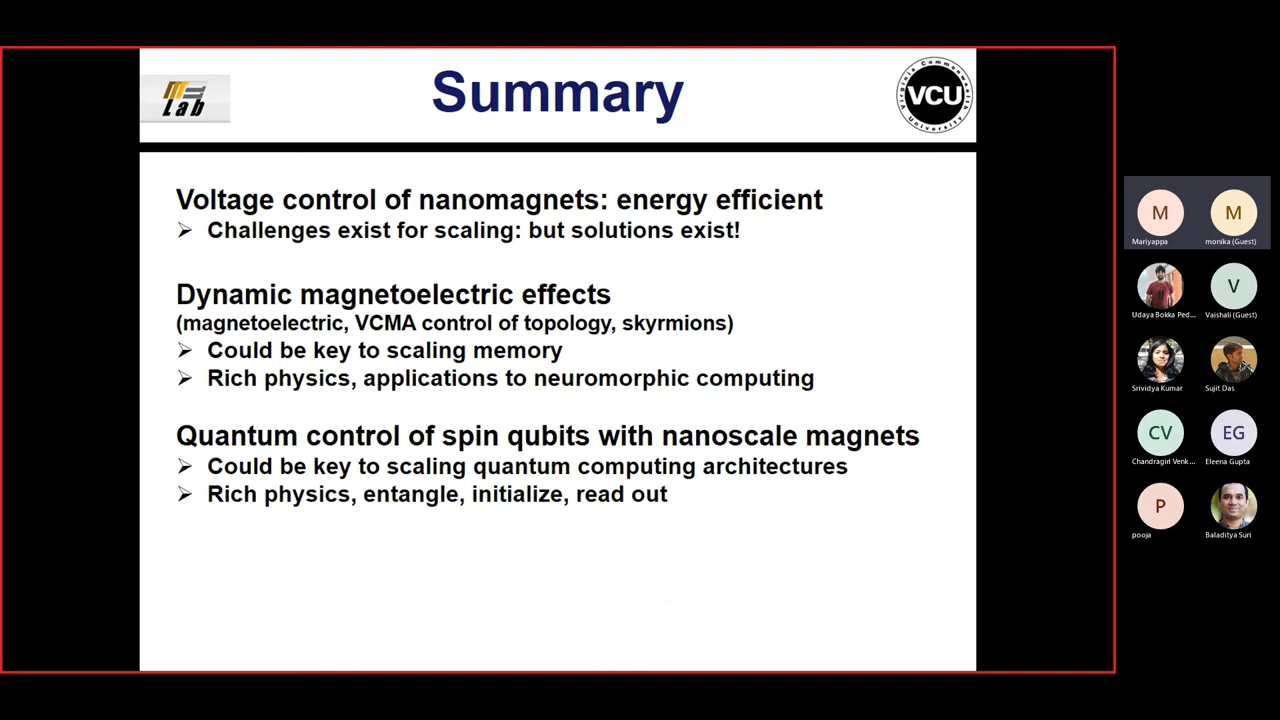 Lab
Summary
Virginia Commonwealth University
VCU
Voltage control of nanomagnets: energy efficient
➢ Challenges exist for scaling: but solutions exist!
Dynamic magnetoelectric effects
(magnetoelectric, VCMA control of topology, skyrmions)
➢ Could be key to scaling memory
➢ Rich physics, applications to neuromorphic computing
Quantum control of spin qubits with nanoscale magnets
➢ Could be key to scaling quantum computing architectures
➢ Rich physics, entangle, initialize, read out
M M
Mariyappa monika (Guest)
V
Udaya Bokka Ped... Vaishali (Guest)
Srividya Kumar Sujit Das
CV EG
Chandragiri Venk... Eleena Gupta
P
pooja Baladitya Suri